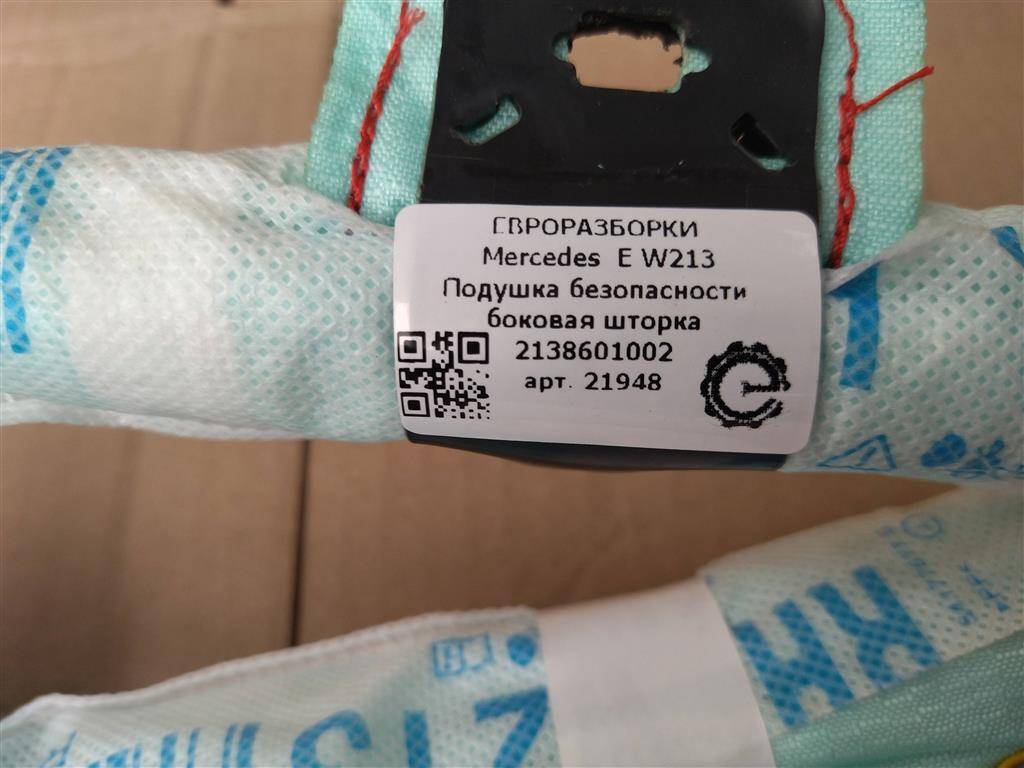 ЕВРОРАЗБОРКИ
Mercedes E W213
Подушка безопасности
боковая шторка
2138601002
арт. 21948